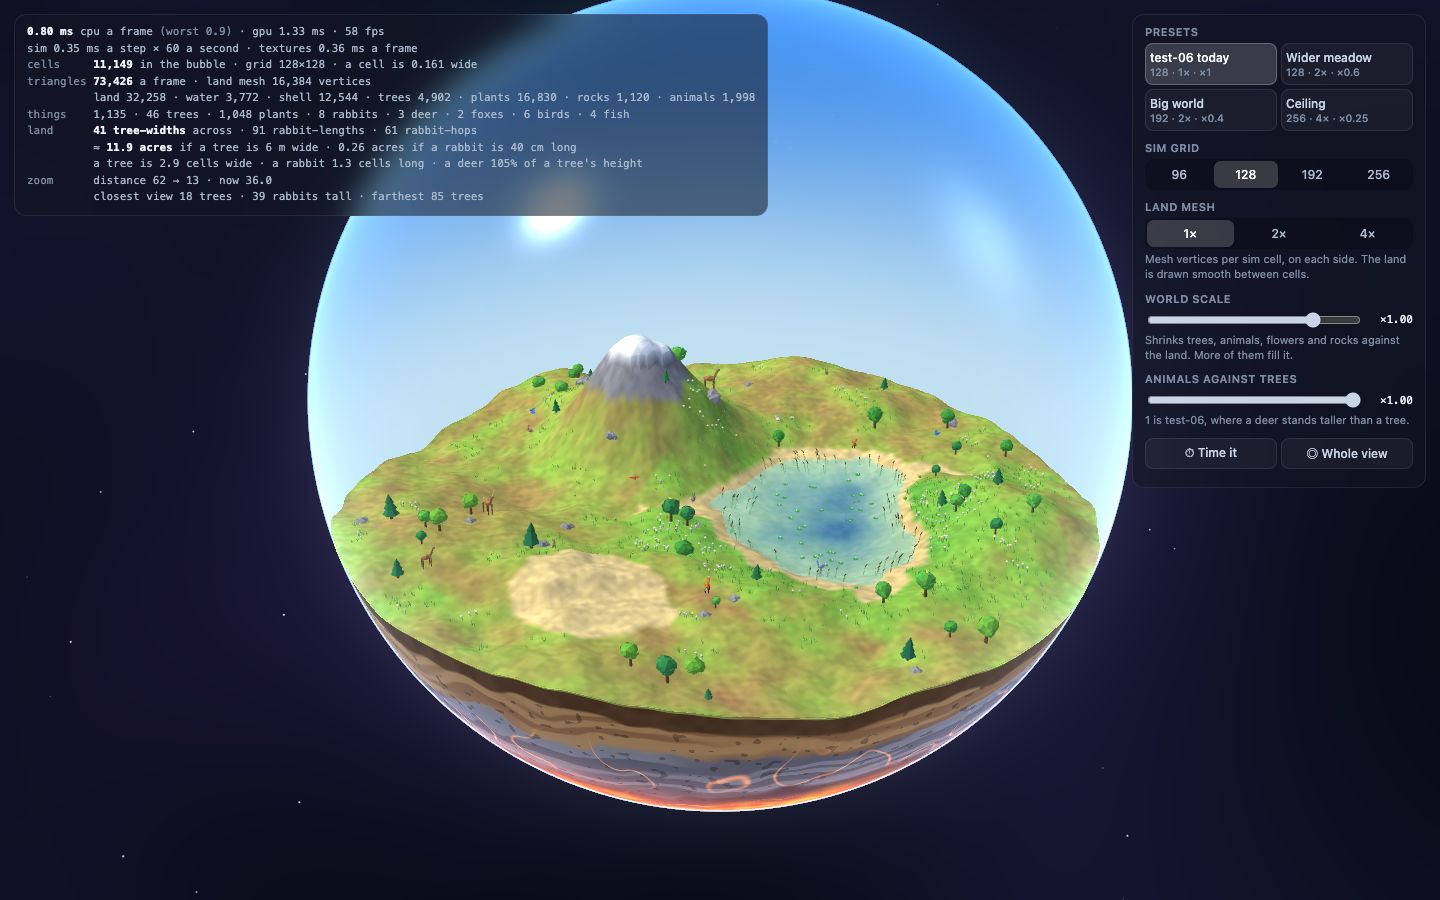 0.80 ms cpu a frame (worst 0.9) · gpu 1.33 ms · 58 fps
sim 0.35 ms a step × 60 a second · textures 0.36 ms a frame
cells 11,149 in the bubble · grid 128×128 · a cell is 0.161 wide
triangles 73,426 a frame · land mesh 16,384 vertices
land 32,258 · water 3,772 · shell 12,544 · trees 4,902 · plants 16,830 · rocks 1,120 · animals 1,998
things 1,135 · 46 trees · 1,048 plants · 8 rabbits · 3 deer · 2 foxes · 6 birds · 4 fish
land 41 tree-widths across · 91 rabbit-lengths · 61 rabbit-hops
≈ 11.9 acres if a tree is 6 m wide · 0.26 acres if a rabbit is 40 cm long
a tree is 2.9 cells wide · a rabbit 1.3 cells long · a deer 105% of a tree's height
zoom distance 62 → 13 · now 36.0
closest view 18 trees · 39 rabbits tall · farthest 85 trees
PRESETS
test-06 today
128 · 1× · ×1
Wider meadow
128 · 2× · ×0.6
Big world
192 · 2× · ×0.4
Ceiling
256 · 4× · ×0.25
SIM GRID
96 128 192 256
LAND MESH
1× 2× 4×
Mesh vertices per sim cell, on each side. The land
is drawn smooth between cells.
WORLD SCALE
×1.00
Shrinks trees, animals, flowers and rocks against
the land. More of them fill it.
ANIMALS AGAINST TREES
×1.00
1 is test-06, where a deer stands taller than a tree.
⏱ Time it
◎ Whole view